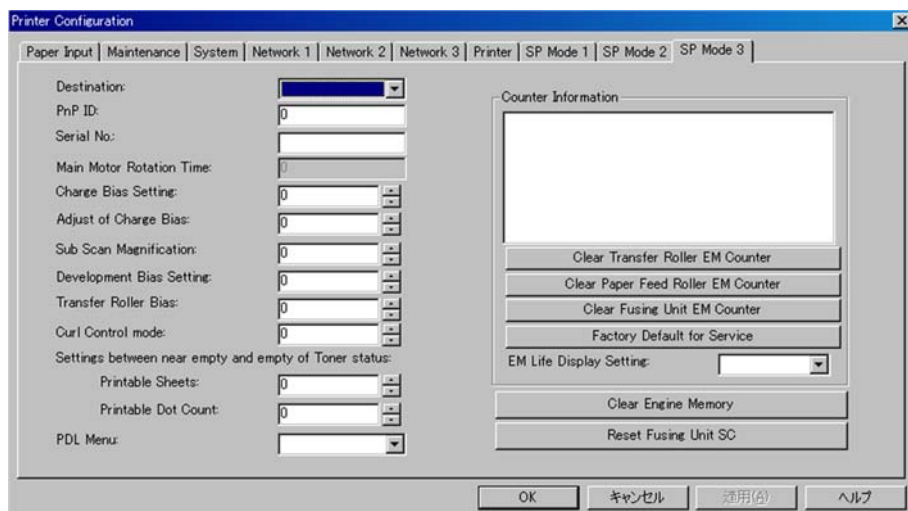 Printer Configuration
Paper Input | Maintenance | System | Network 1 | Network 2 | Network 3 | Printer | SP Mode 1 | SP Mode 2 | SP Mode 3
Destination:
PnP ID: 0
Serial No.:
Main Motor Rotation Time: 0
Charge Bias Setting: 0
Adjust of Charge Bias: 0
Sub Scan Magnification: 0
Development Bias Setting: 0
Transfer Roller Bias: 0
Curl Control mode: 0
Settings between near empty and empty of Toner status:
Printable Sheets: 0
Printable Dot Count: 0
PDL Menu:
Counter Information
Clear Transfer Roller EM Counter
Clear Paper Feed Roller EM Counter
Clear Fusing Unit EM Counter
Factory Default for Service
EM Life Display Setting:
Clear Engine Memory
Reset Fusing Unit SC
OK キャンセル 適用(A) ヘルプ